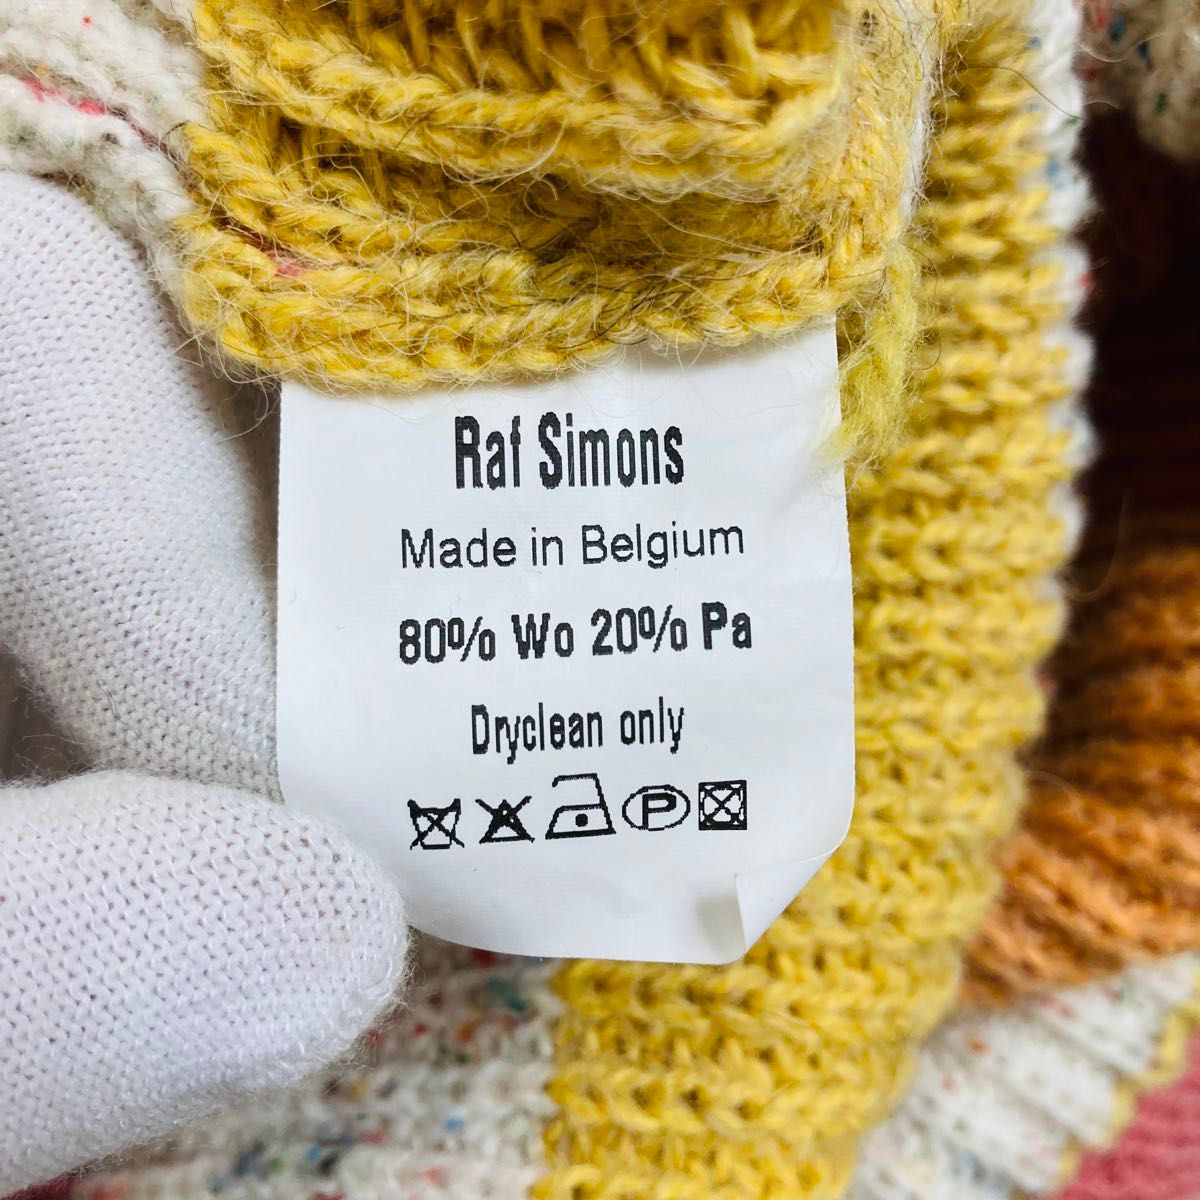 Raf Simons
Made in Belgium
80% Wo 20% Pa
Dryclean only
P